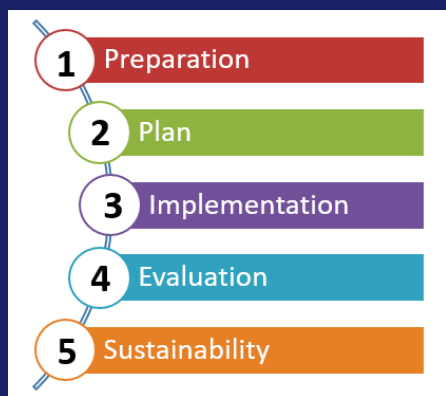 1 Preparation
2 Plan
3 Implementation
4 Evaluation
5 Sustainability